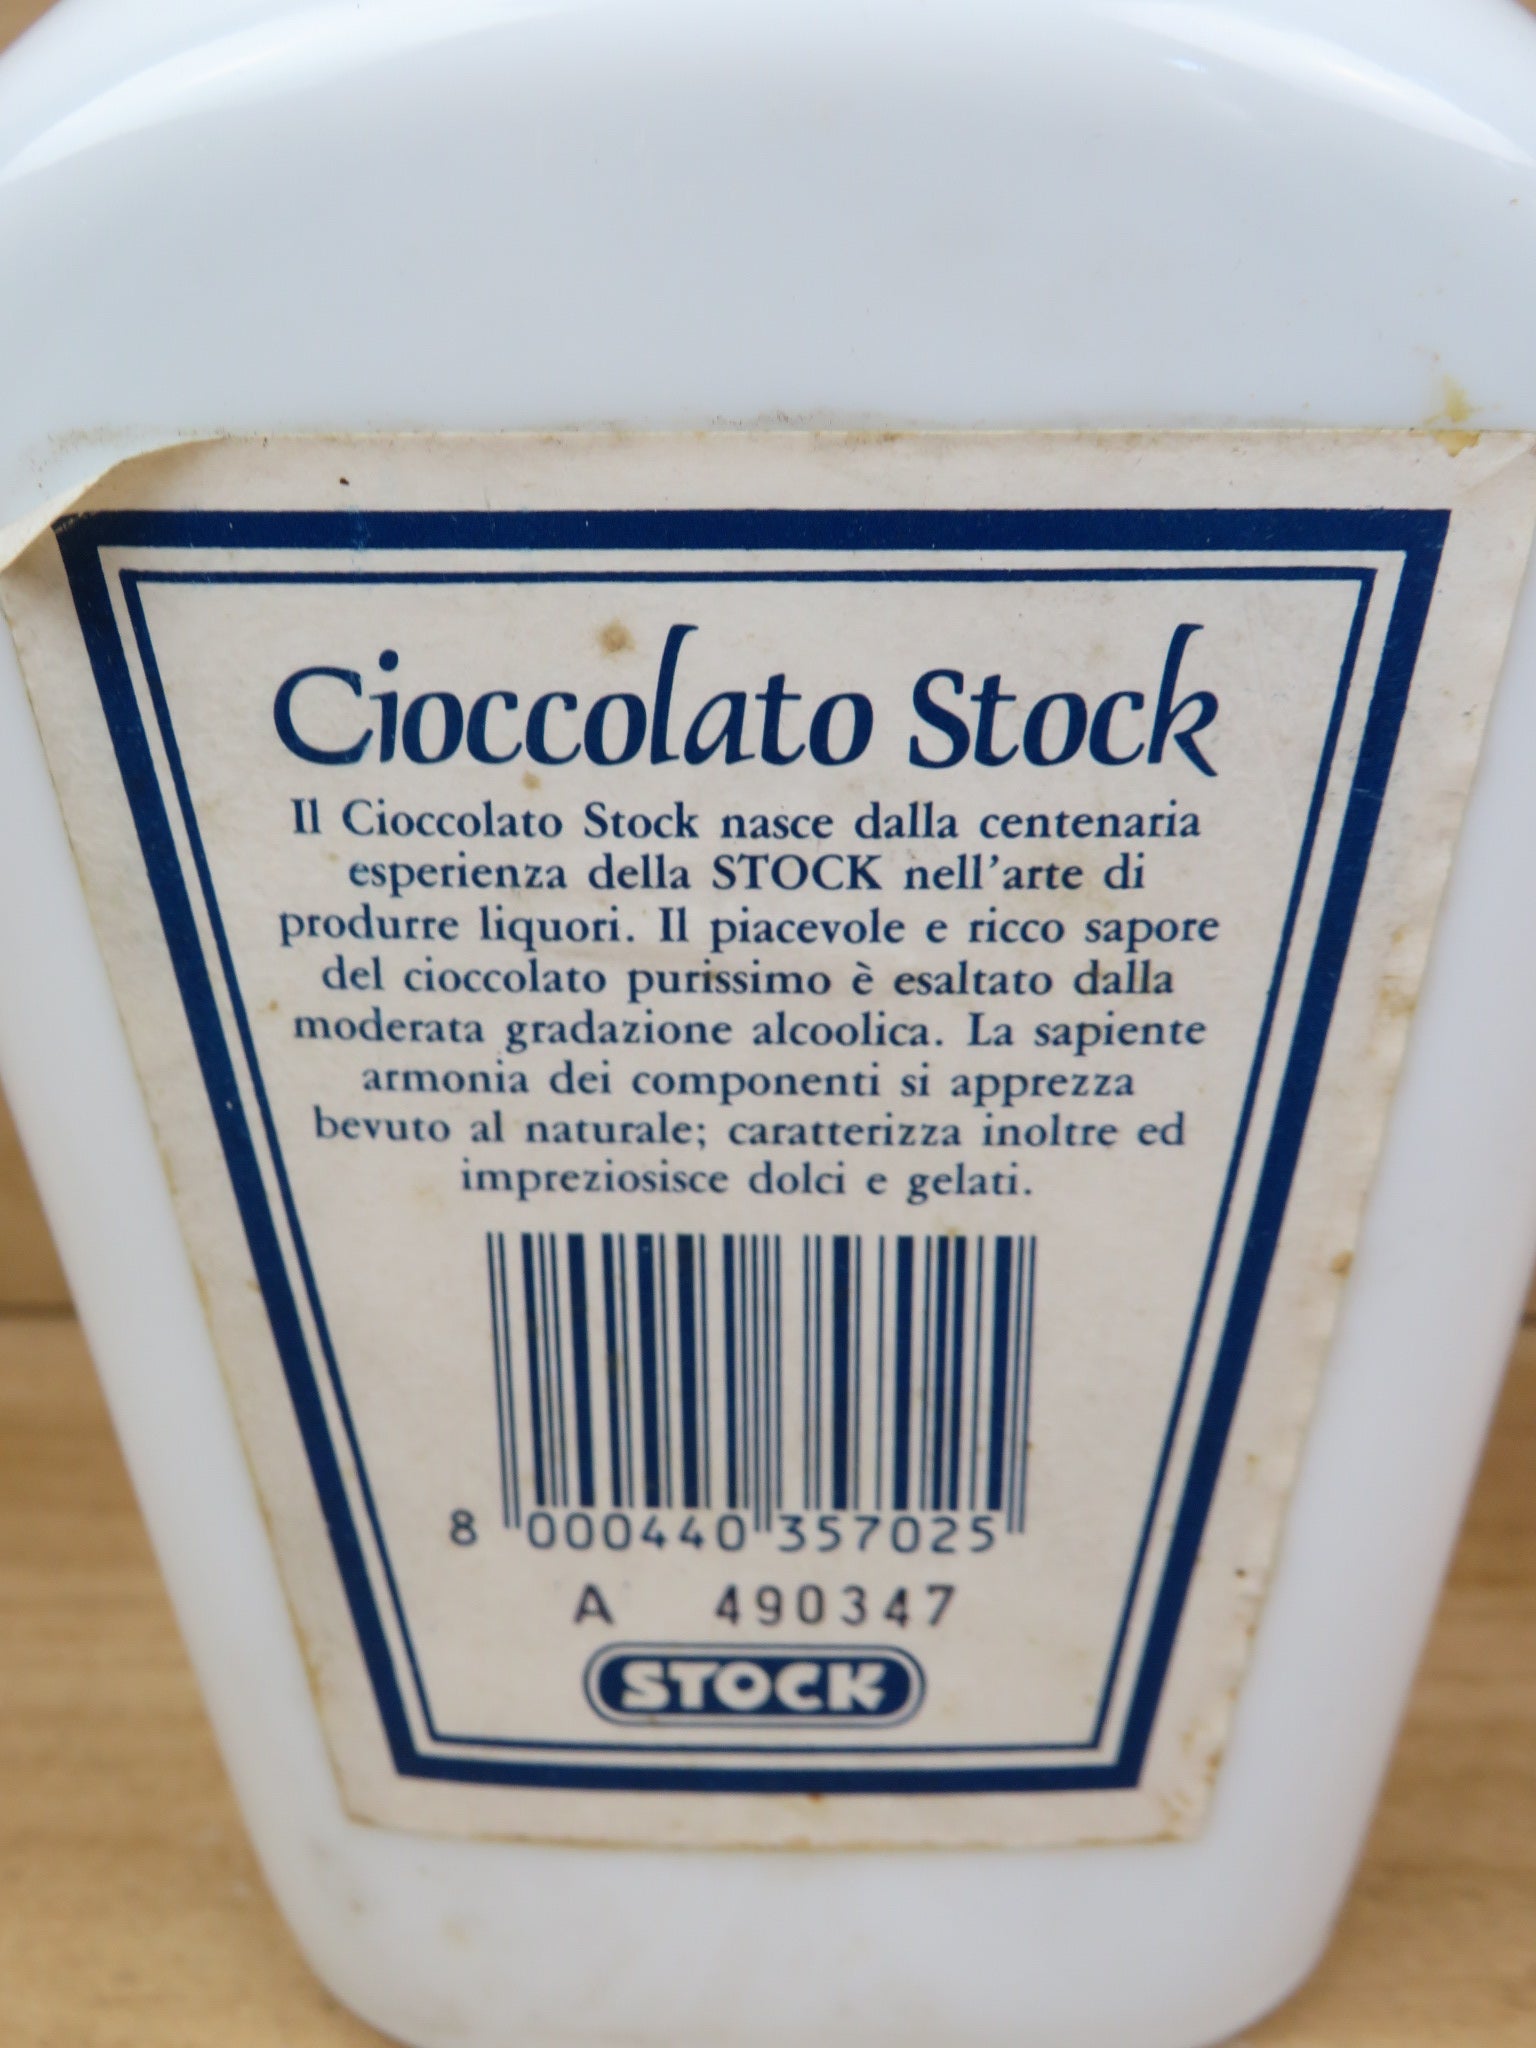 Cioccolato Stock
Il Cioccolato Stock nasce dalla centenaria
esperienza della STOCK nell'arte di
produrre liquori. Il piacevole e ricco sapore
del cioccolato purissimo è esaltato dalla
moderata gradazione alcoolica. La sapiente
armonia dei componenti si apprezza
bevuto al naturale; caratterizza inoltre ed
impreziosisce dolci e gelati.
8 000440 357025
A 490347
STOCK